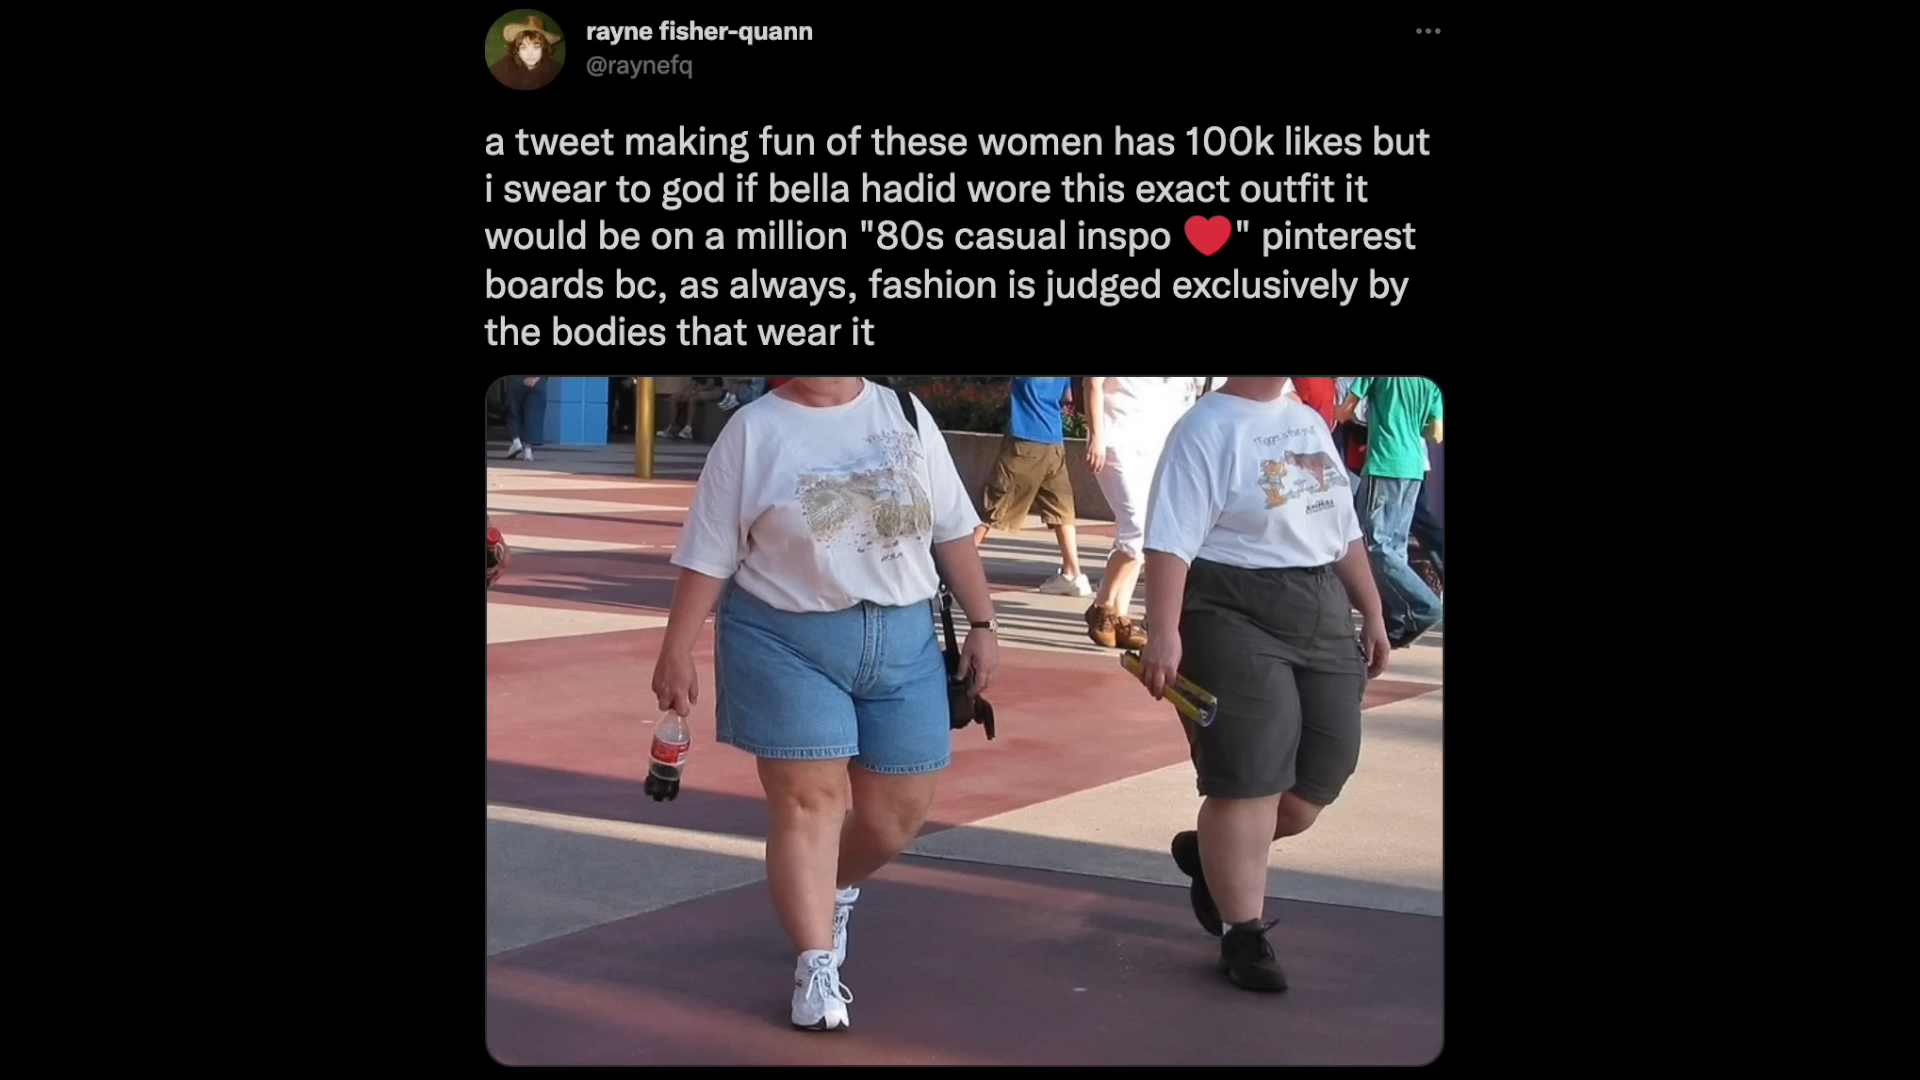 rayne fisher-quann
@raynefq
a tweet making fun of these women has 100k likes but
i swear to god if bella hadid wore this exact outfit it
would be on a million "80s casual inspo ❤️" pinterest
boards bc, as always, fashion is judged exclusively by
the bodies that wear it
ANIMAL